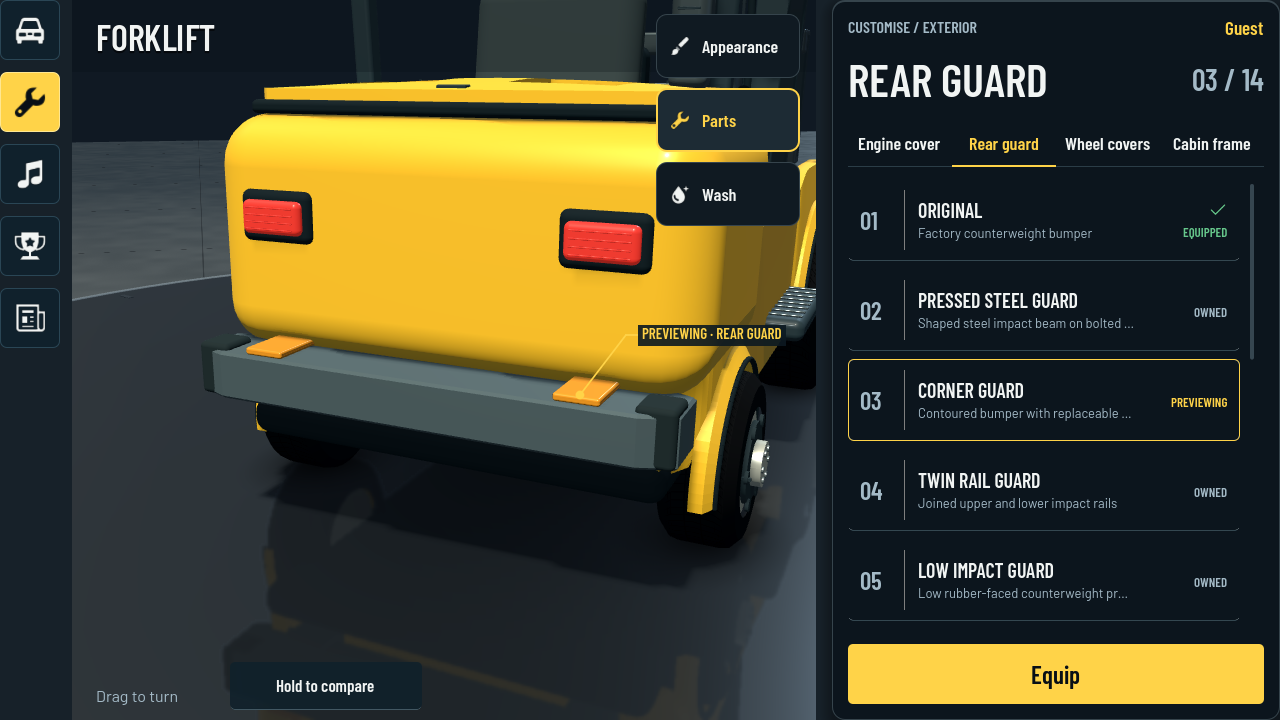 FORKLIFT
Appearance
Parts
Wash
PREVIEWING · REAR GUARD
Drag to turn
Hold to compare
CUSTOMISE / EXTERIOR
Guest
REAR GUARD
03 / 14
Engine cover
Rear guard
Wheel covers
Cabin frame
01
ORIGINAL
Factory counterweight bumper
EQUIPPED
02
PRESSED STEEL GUARD
Shaped steel impact beam on bolted ...
OWNED
03
CORNER GUARD
Contoured bumper with replaceable ...
PREVIEWING
04
TWIN RAIL GUARD
Joined upper and lower impact rails
OWNED
05
LOW IMPACT GUARD
Low rubber-faced counterweight pr...
OWNED
Equip